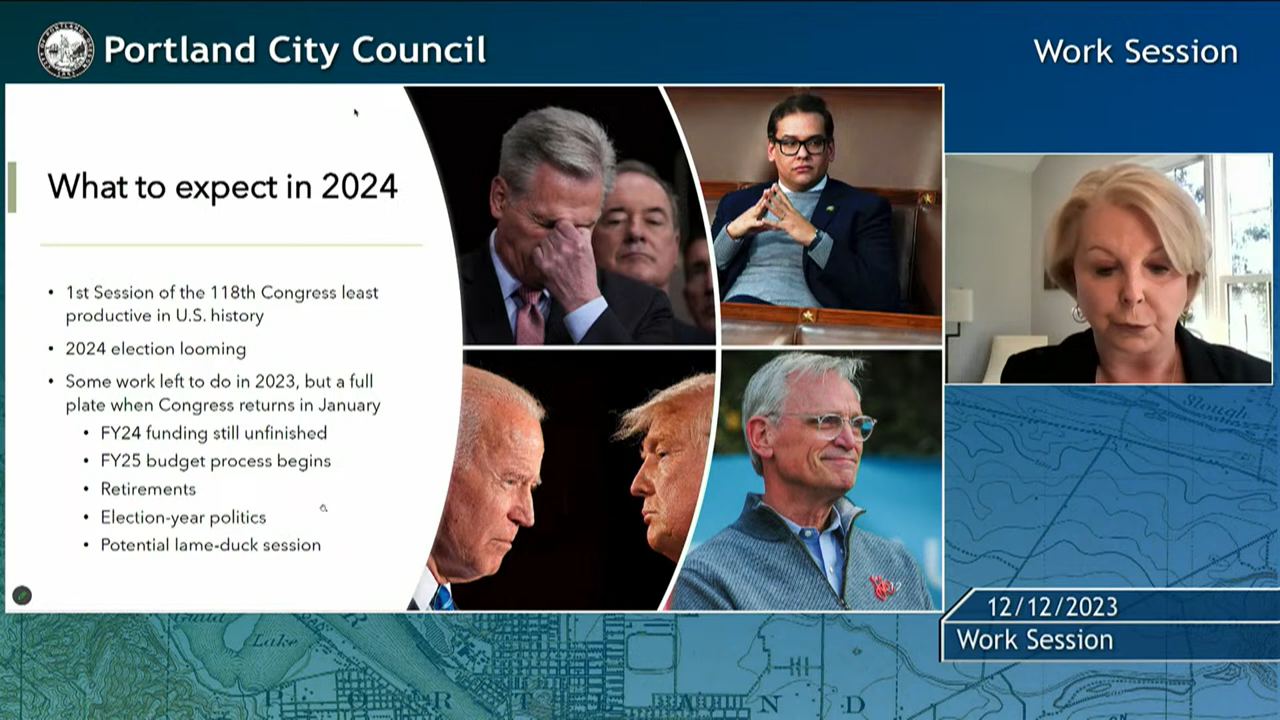 Portland City Council
Work Session
What to expect in 2024
• 1st Session of the 118th Congress least
productive in U.S. history
• 2024 election looming
• Some work left to do in 2023, but a full
plate when Congress returns in January
• FY24 funding still unfinished
• FY25 budget process begins
• Retirements
• Election-year politics
• Potential lame-duck session
Slough
12/12/2023
Work Session
Guild
Lake
P O R T L A N D